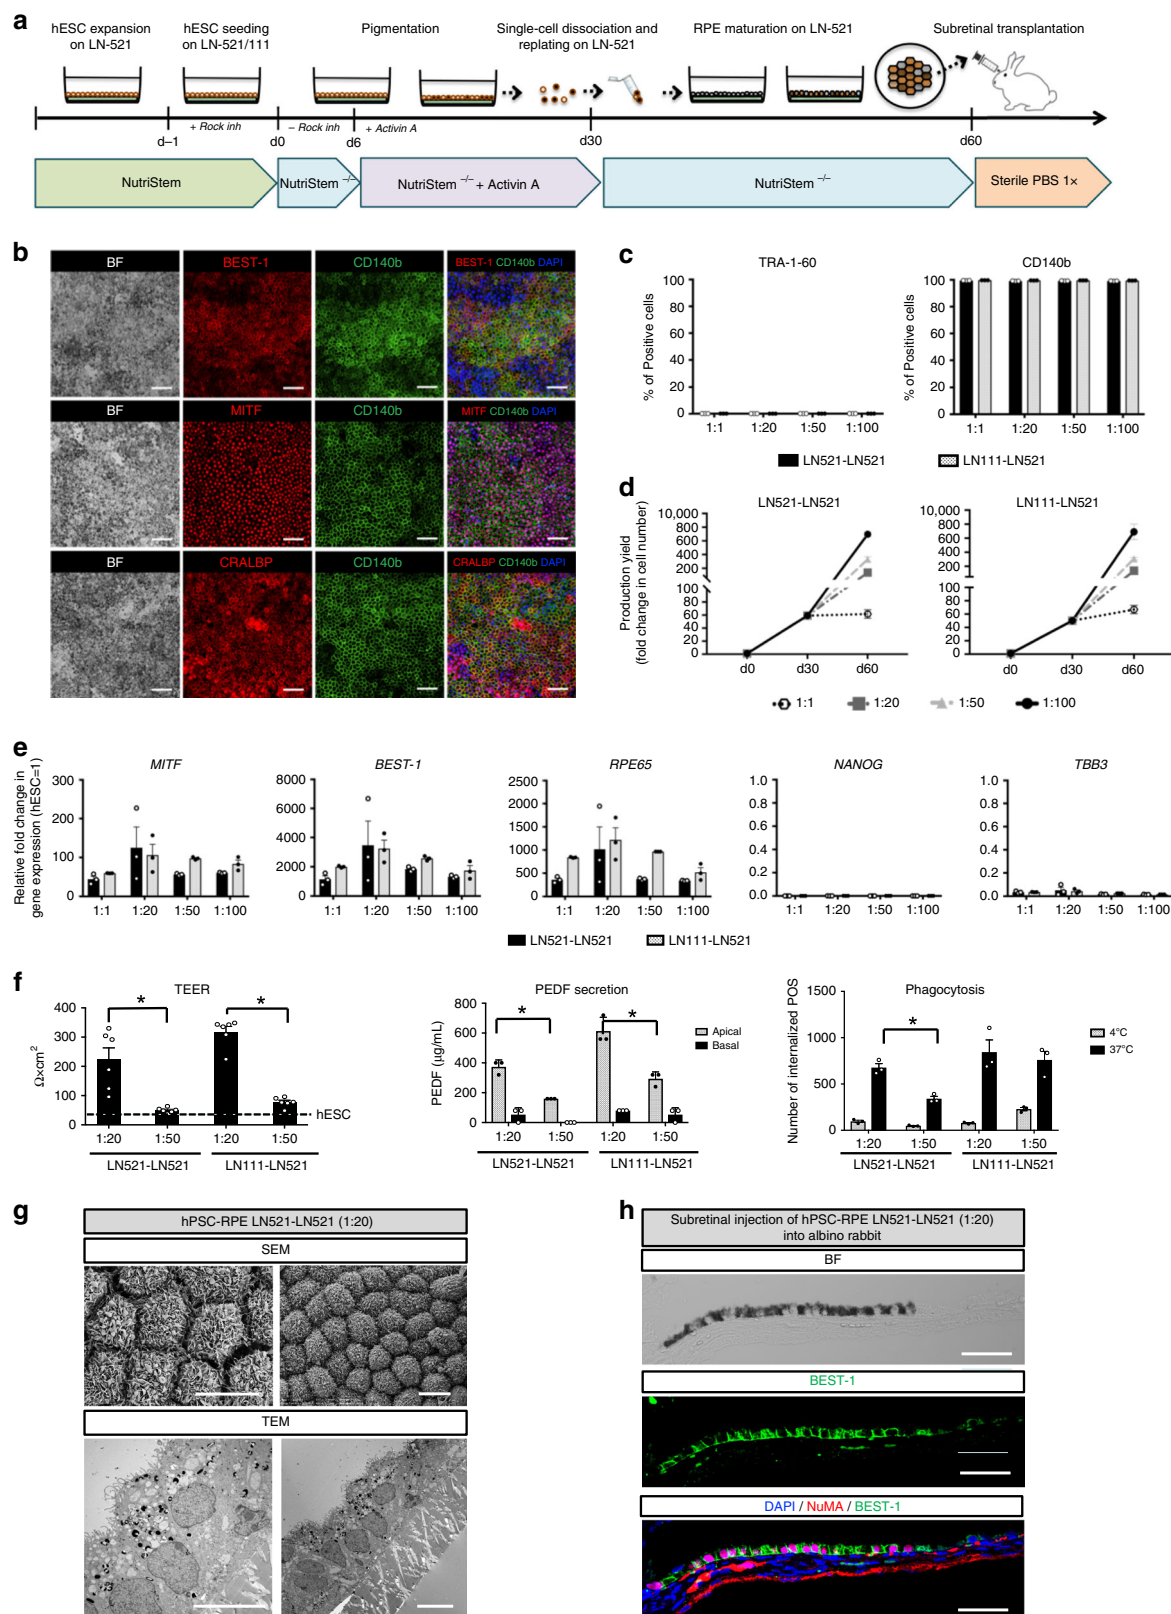 a
hESC expansion
on LN-521
hESC seeding
on LN-521/111
Pigmentation
Single-cell dissociation and
replating on LN-521
RPE maturation on LN-521
Subretinal transplantation
+ Rock inh
– Rock inh
+ Activin A
d–1
d0
d6
d30
d60
NutriStem
NutriStem –/–
NutriStem –/– + Activin A
NutriStem –/–
Sterile PBS 1×
b
BF
BEST-1
CD140b
BEST-1 CD140b DAPI
BF
MITF
CD140b
MITF CD140b DAPI
BF
CRALBP
CD140b
CRALBP CD140b DAPI
c
TRA-1-60
% of Positive cells
100
80
60
40
20
0
1:1 1:20 1:50 1:100
CD140b
% of Positive cells
100
80
60
40
20
0
1:1 1:20 1:50 1:100
LN521-LN521
LN111-LN521
d
LN521-LN521
Production yield
(fold change in cell number)
10,000
800
600
400
200
100
80
60
40
20
0
d0 d30 d60
LN111-LN521
10,000
800
600
400
200
100
80
60
40
20
0
d0 d30 d60
1:1
1:20
1:50
1:100
e
Relative fold change in
gene expression (hESC=1)
MITF
300
200
100
0
1:1 1:20 1:50 1:100
BEST-1
8000
6000
4000
2000
0
1:1 1:20 1:50 1:100
RPE65
2500
2000
1500
1000
500
0
1:1 1:20 1:50 1:100
NANOG
1.0
0.8
0.6
0.4
0.2
0.0
1:1 1:20 1:50 1:100
TBB3
1.0
0.8
0.6
0.4
0.2
0.0
1:1 1:20 1:50 1:100
LN521-LN521
LN111-LN521
f
TEER
Ω×cm²
400
300
200
100
0
*
*
hESC
1:20 1:50 1:20 1:50
LN521-LN521 LN111-LN521
PEDF secretion
PEDF (µg/mL)
800
600
400
200
0
*
*
Apical
Basal
1:20 1:50 1:20 1:50
LN521-LN521 LN111-LN521
Phagocytosis
Number of internalized POS
1500
1000
500
0
*
4°C
37°C
1:20 1:50 1:20 1:50
LN521-LN521 LN111-LN521
g
hPSC-RPE LN521-LN521 (1:20)
SEM
TEM
h
Subretinal injection of hPSC-RPE LN521-LN521 (1:20)
into albino rabbit
BF
BEST-1
DAPI / NuMA / BEST-1